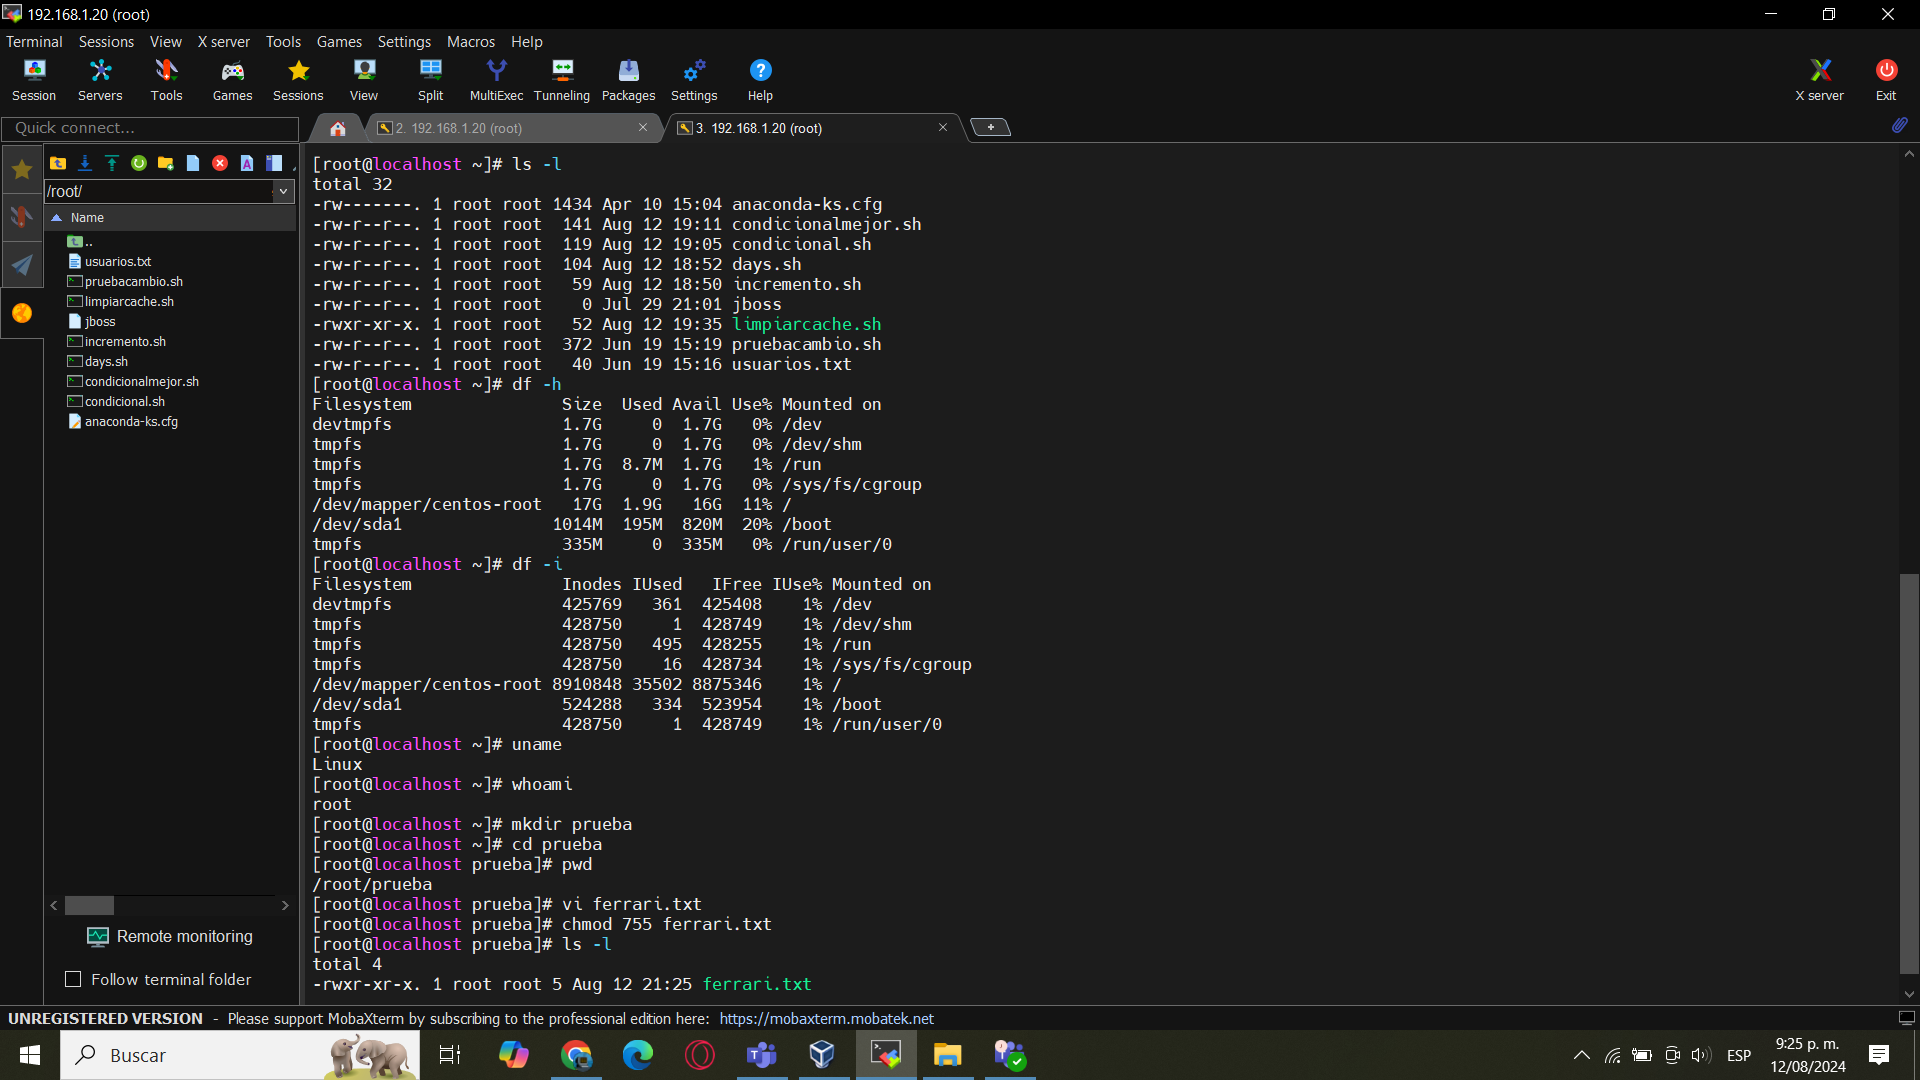 192.168.1.20 (root)
Terminal Sessions View X server Tools Games Settings Macros Help
Session Servers Tools Games Sessions View Split MultiExec Tunneling Packages Settings Help X server Exit
Quick connect...
2. 192.168.1.20 (root)
3. 192.168.1.20 (root)
/root/
Name
..
usuarios.txt
pruebacambio.sh
limpiarcache.sh
jboss
incremento.sh
days.sh
condicionalmejor.sh
condicional.sh
anaconda-ks.cfg
Remote monitoring
Follow terminal folder
[root@localhost ~]# ls -l
total 32
-rw-------. 1 root root 1434 Apr 10 15:04 anaconda-ks.cfg
-rw-r--r--. 1 root root  141 Aug 12 19:11 condicionalmejor.sh
-rw-r--r--. 1 root root  119 Aug 12 19:05 condicional.sh
-rw-r--r--. 1 root root  104 Aug 12 18:52 days.sh
-rw-r--r--. 1 root root   59 Aug 12 18:50 incremento.sh
-rw-r--r--. 1 root root    0 Jul 29 21:01 jboss
-rwxr-xr-x. 1 root root   52 Aug 12 19:35 limpiarcache.sh
-rw-r--r--. 1 root root  372 Jun 19 15:19 pruebacambio.sh
-rw-r--r--. 1 root root   40 Jun 19 15:16 usuarios.txt
[root@localhost ~]# df -h
Filesystem               Size  Used Avail Use% Mounted on
devtmpfs                 1.7G     0  1.7G   0% /dev
tmpfs                    1.7G     0  1.7G   0% /dev/shm
tmpfs                    1.7G  8.7M  1.7G   1% /run
tmpfs                    1.7G     0  1.7G   0% /sys/fs/cgroup
/dev/mapper/centos-root   17G  1.9G   16G  11% /
/dev/sda1               1014M  195M  820M  20% /boot
tmpfs                    335M     0  335M   0% /run/user/0
[root@localhost ~]# df -i
Filesystem               Inodes IUsed   IFree IUse% Mounted on
devtmpfs                 425769   361  425408    1% /dev
tmpfs                    428750     1  428749    1% /dev/shm
tmpfs                    428750   495  428255    1% /run
tmpfs                    428750    16  428734    1% /sys/fs/cgroup
/dev/mapper/centos-root 8910848 35502 8875346    1% /
/dev/sda1                524288   334  523954    1% /boot
tmpfs                    428750     1  428749    1% /run/user/0
[root@localhost ~]# uname
Linux
[root@localhost ~]# whoami
root
[root@localhost ~]# mkdir prueba
[root@localhost ~]# cd prueba
[root@localhost prueba]# pwd
/root/prueba
[root@localhost prueba]# vi ferrari.txt
[root@localhost prueba]# chmod 755 ferrari.txt
[root@localhost prueba]# ls -l
total 4
-rwxr-xr-x. 1 root root 5 Aug 12 21:25 ferrari.txt
UNREGISTERED VERSION - Please support MobaXterm by subscribing to the professional edition here: https://mobaxterm.mobatek.net
Buscar
ESP
9:25 p. m.
12/08/2024